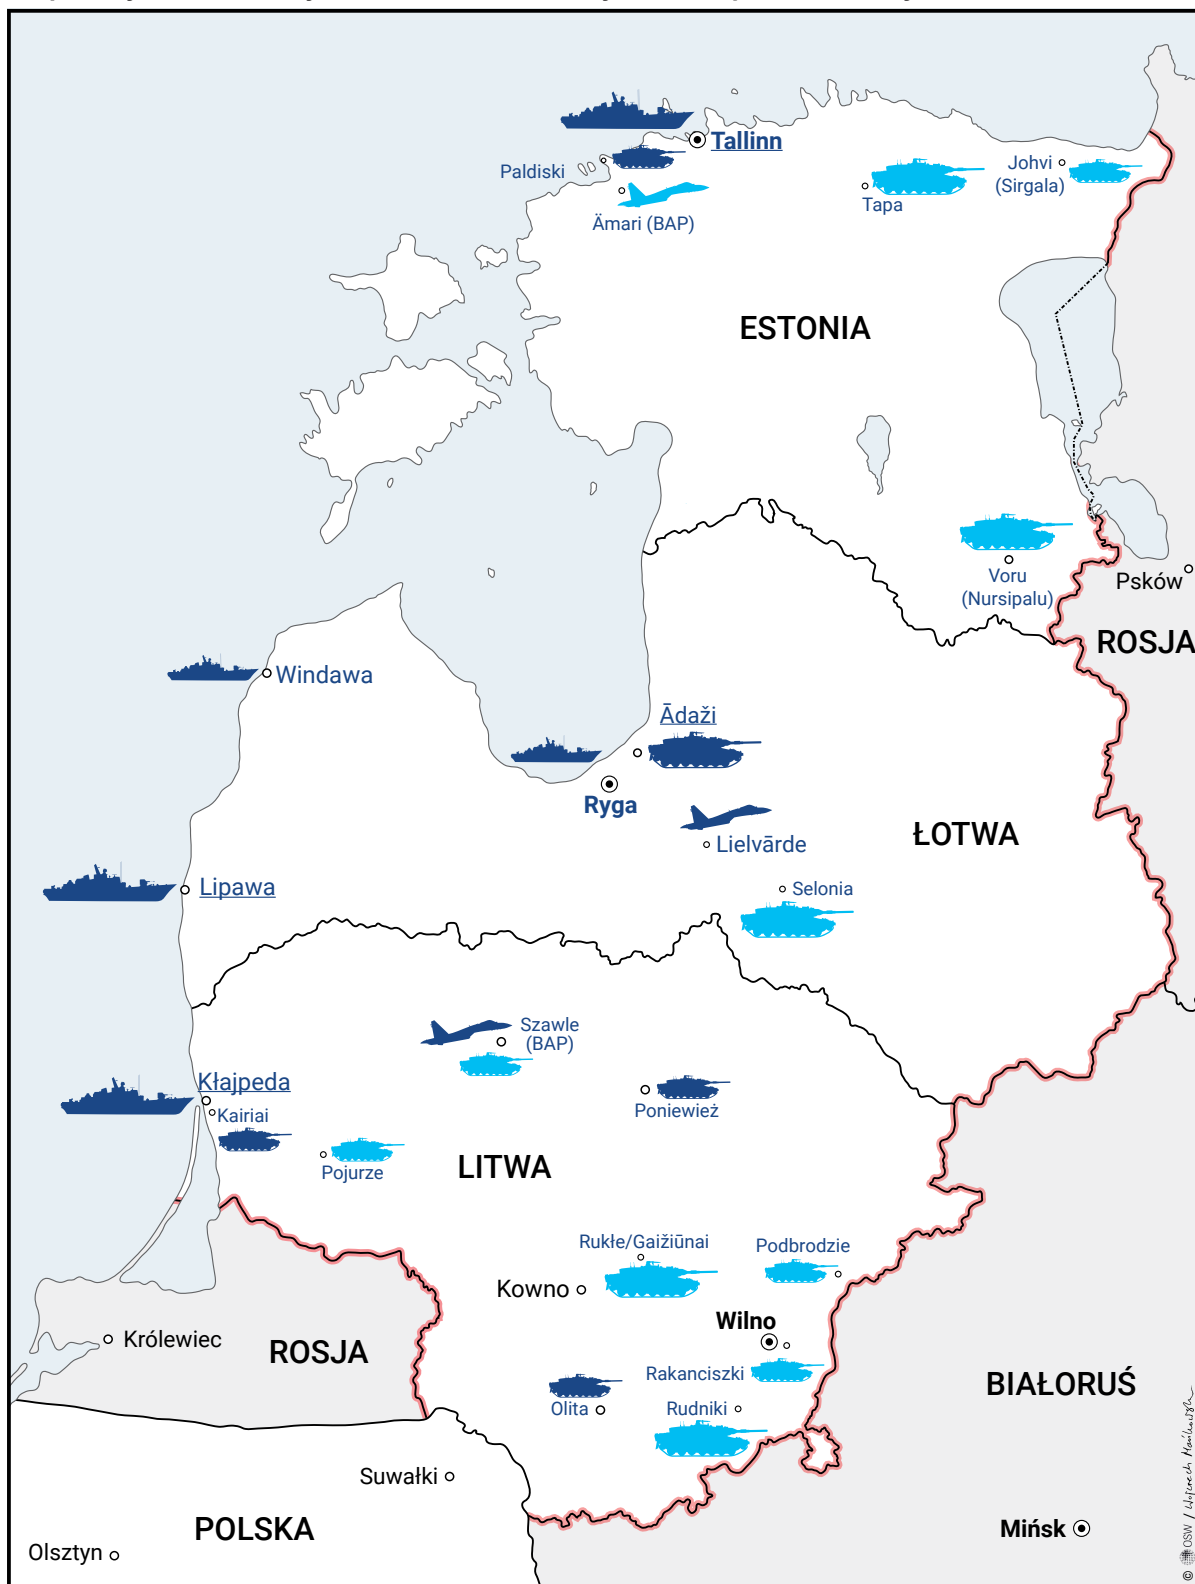 Tallinn
Paldiski
Ämari (BAP)
Tapa
Johvi
(Sirgala)
ESTONIA
Voru
(Nursipalu)
Psków
ROSJA
Windawa
Ādaži
Ryga
Lielvārde
ŁOTWA
Lipawa
Selonia
Szawle
(BAP)
Kłajpeda
Kairiai
Poniewież
Pojurze
LITWA
Rukłe/Gaižiūnai
Podbrodzie
Kowno
Wilno
Królewiec
ROSJA
Rakanciszki
BIAŁORUŚ
Olita
Rudniki
Suwałki
POLSKA
Mińsk
Olsztyn
© OSW / Wojciech Mańkowski